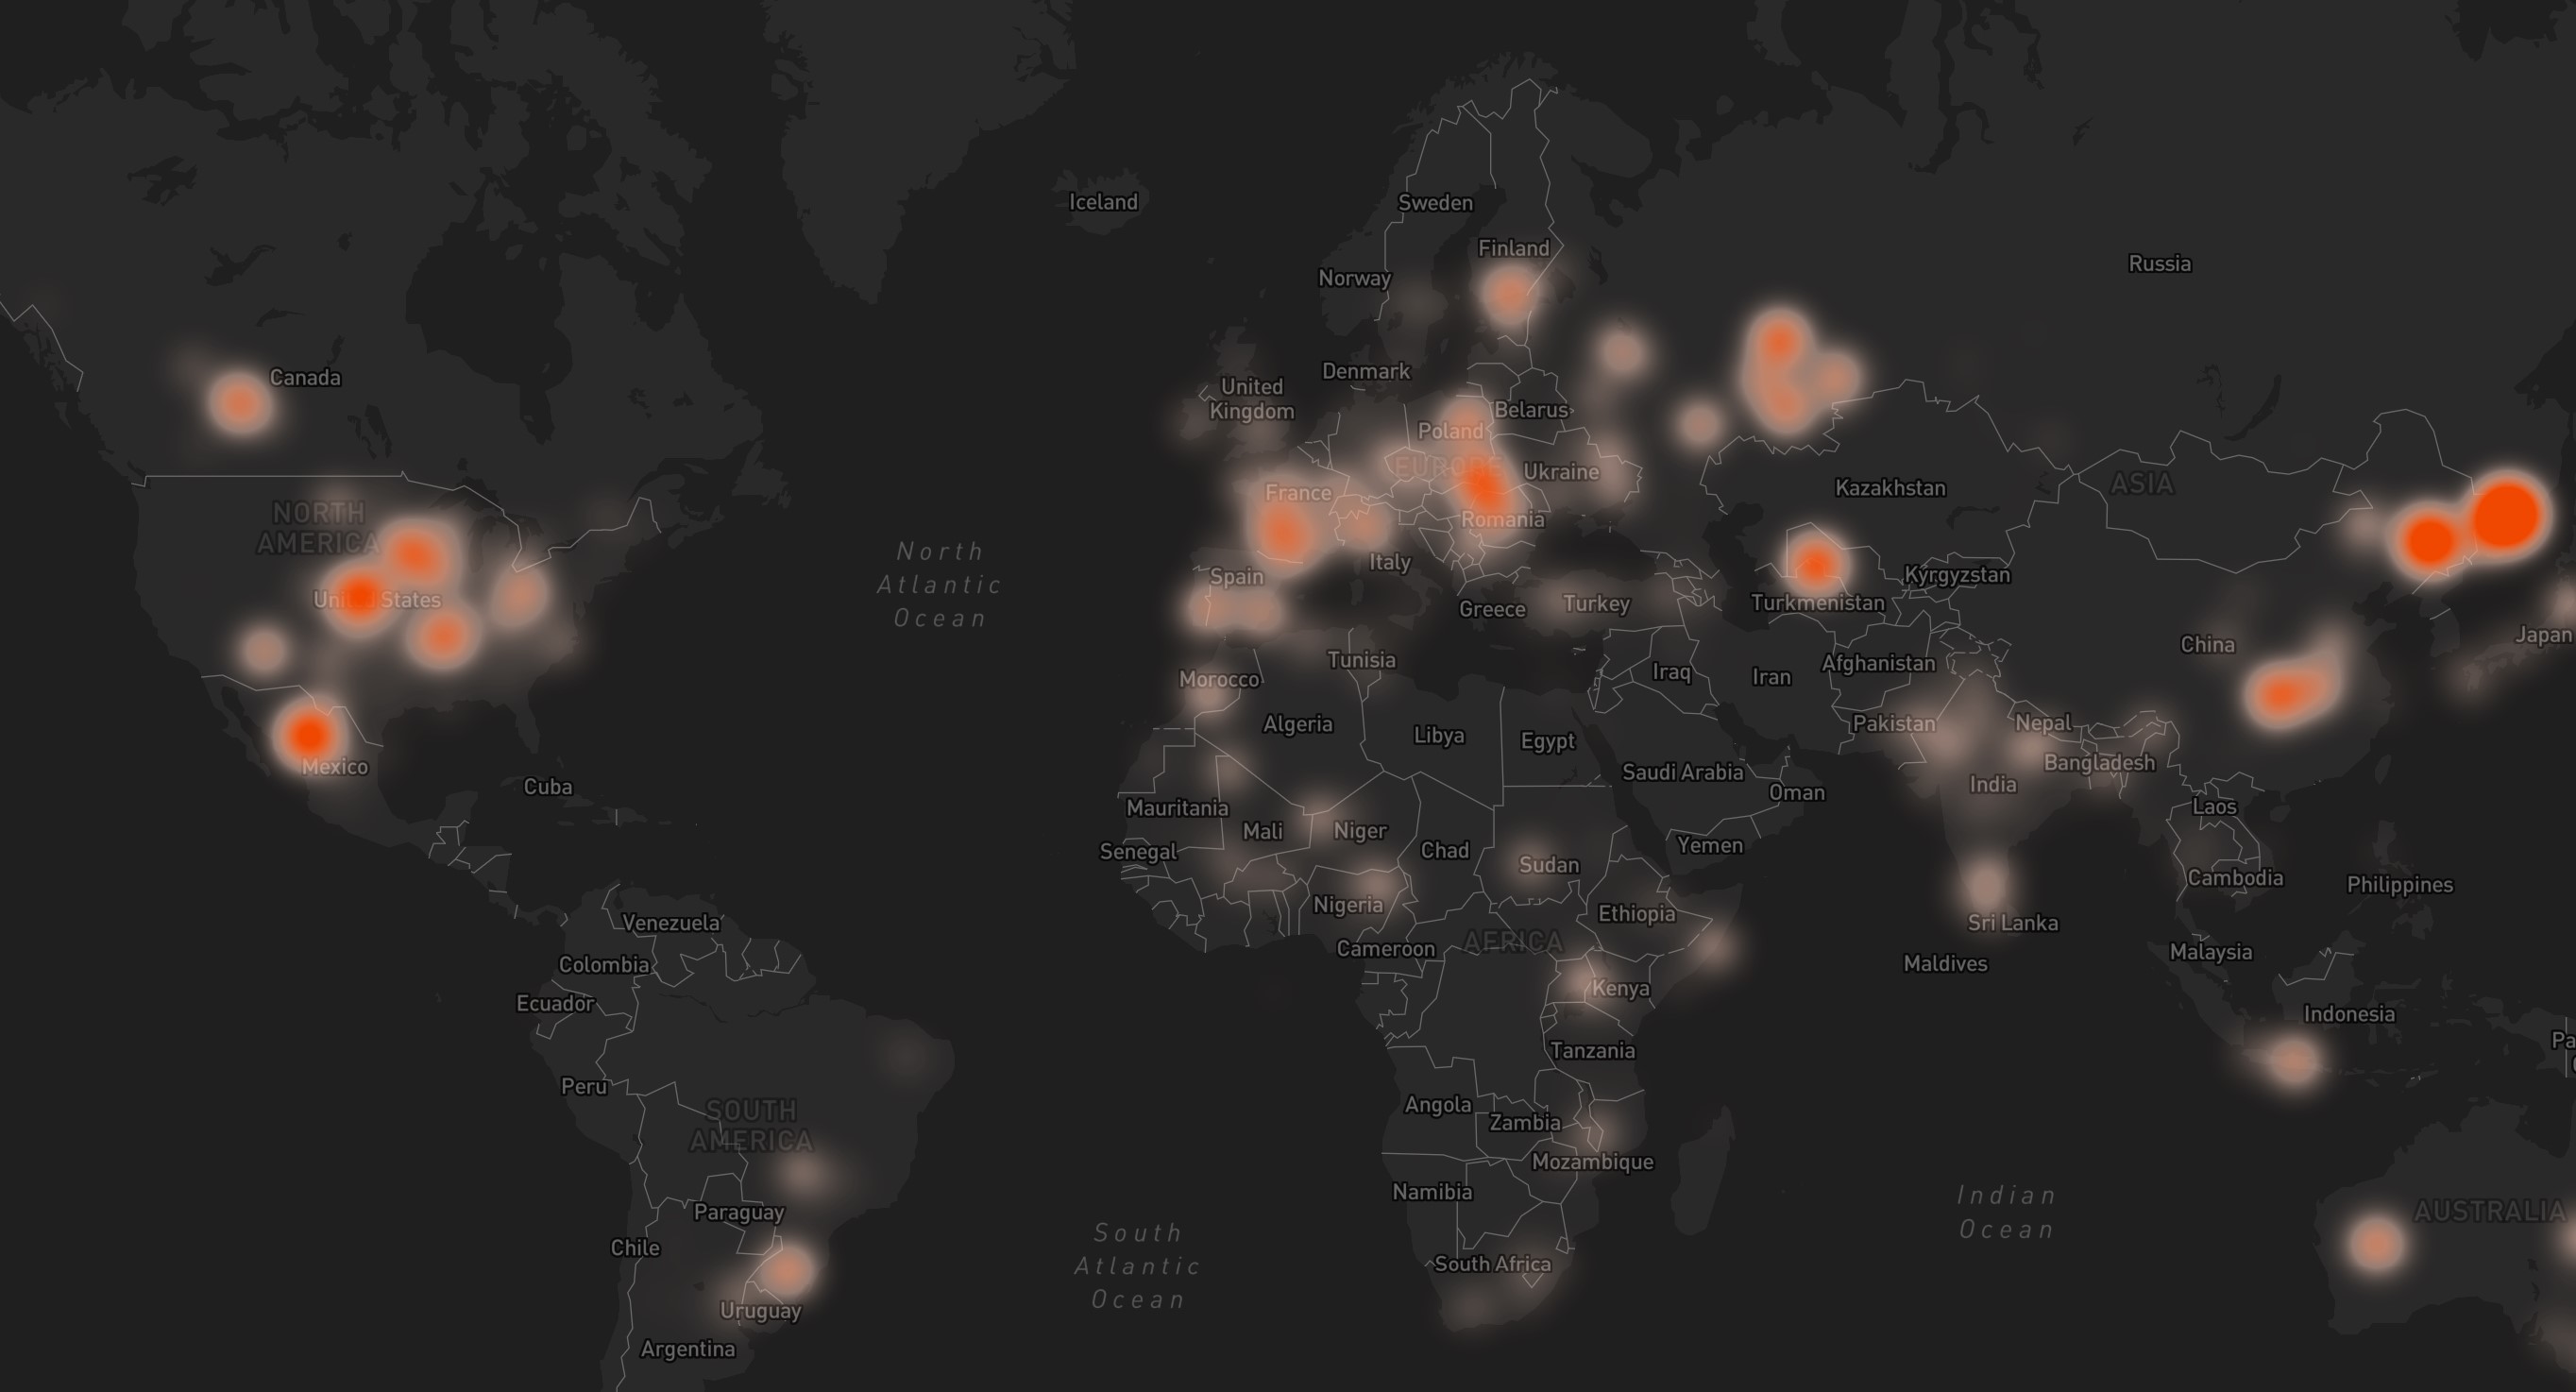 Iceland
Sweden
Finland
Norway
Russia
Canada
Denmark
United
Kingdom
Belarus
Poland
EUROPE
Ukraine
France
Kazakhstan
ASIA
NORTH
AMERICA
Romania
North
Atlantic
Ocean
Italy
Spain
Kyrgyzstan
United States
Greece
Turkey
Turkmenistan
Japan
China
Tunisia
Morocco
Iraq
Iran
Afghanistan
Algeria
Libya
Egypt
Pakistan
Nepal
Mexico
Bangladesh
Saudi Arabia
India
Cuba
Oman
Mauritania
Laos
Mali
Niger
Senegal
Chad
Yemen
Sudan
Cambodia
Philippines
Nigeria
Ethiopia
Venezuela
Sri Lanka
AFRICA
Cameroon
Malaysia
Colombia
Maldives
Kenya
Ecuador
Indonesia
Pa
Tanzania
Peru
Angola
SOUTH
AMERICA
Zambia
Mozambique
Namibia
Indian
Ocean
Paraguay
AUSTRALIA
South
Atlantic
Ocean
Chile
South Africa
Uruguay
Argentina